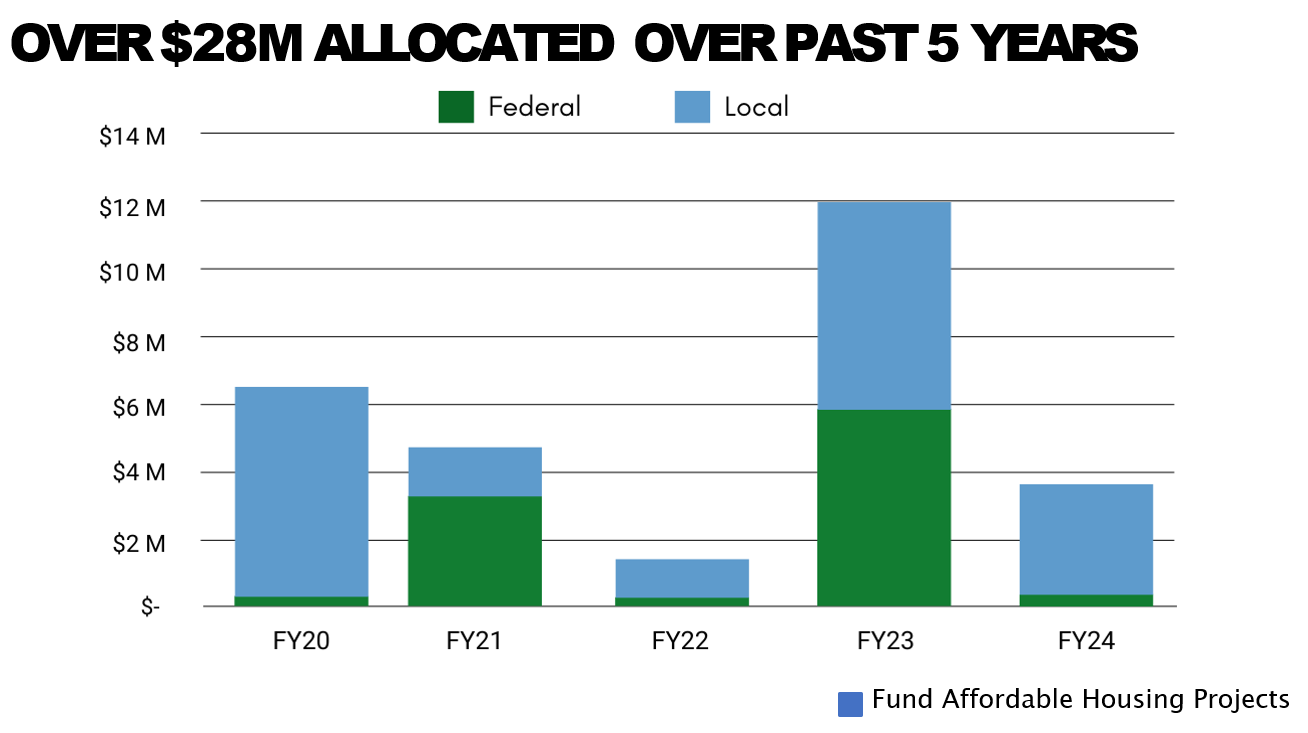 OVER $28M ALLOCATED OVER PAST 5 YEARS
Federal Local
$14 M
$12 M
$10 M
$8 M
$6 M
$4 M
$2 M
$-
FY20 FY21 FY22 FY23 FY24
Fund Affordable Housing Projects